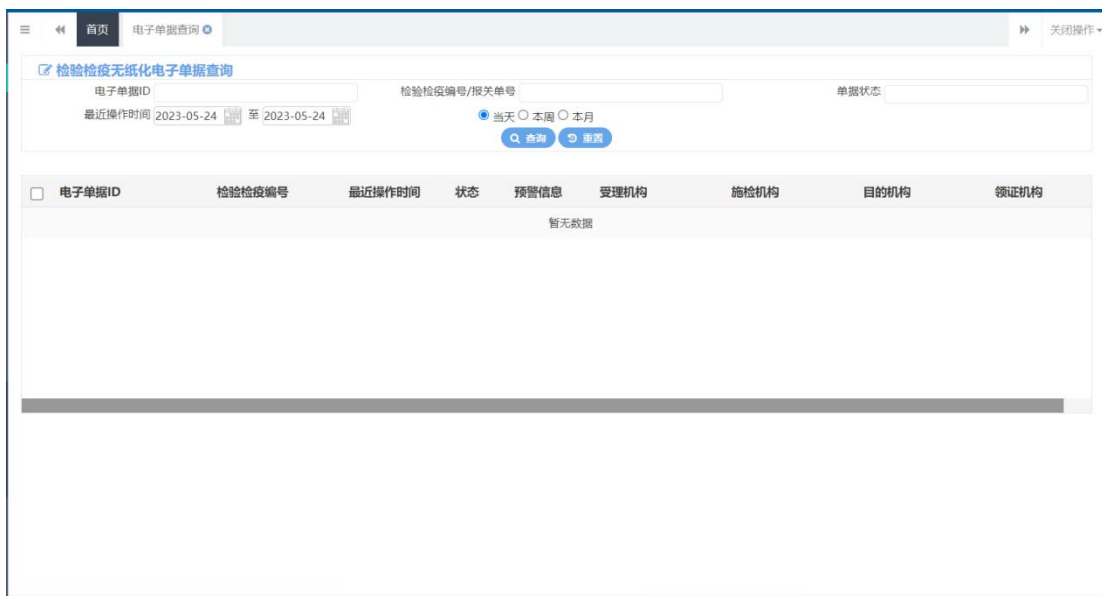 首页 电子单据查询 关闭操作
检验检疫无纸化电子单据查询
电子单据ID 检验检疫编号/报关单号 单据状态
最近操作时间 2023-05-24 至 2023-05-24 当天 本周 本月
查询 重置
电子单据ID 检验检疫编号 最近操作时间 状态 预警信息 受理机构 施检机构 目的机构 领证机构
暂无数据